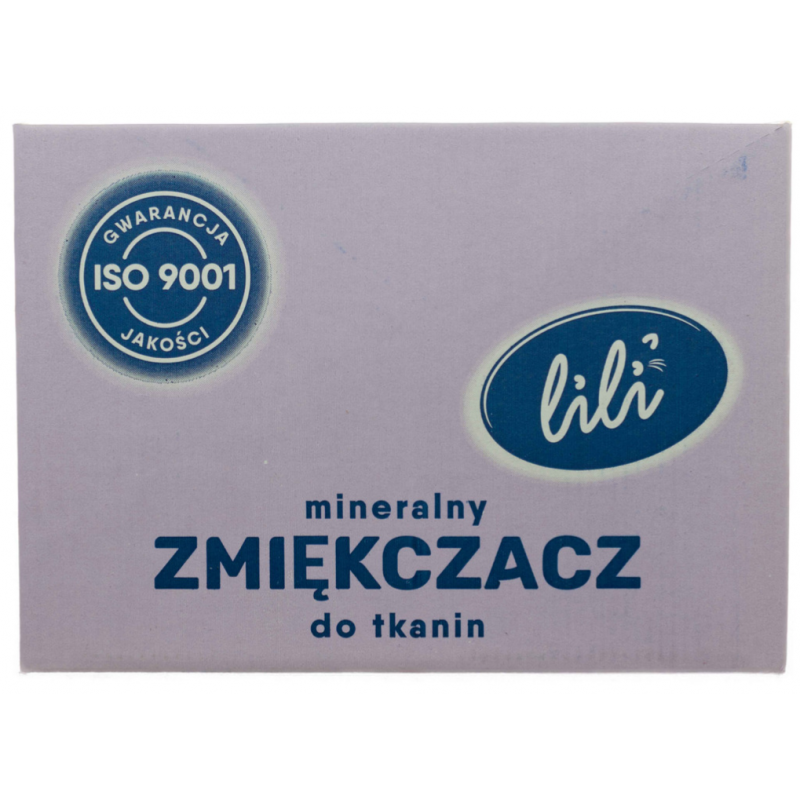 GWARANCJA
ISO 9001
JAKOŚCI
lili
mineralny
ZMIĘKCZACZ
do tkanin